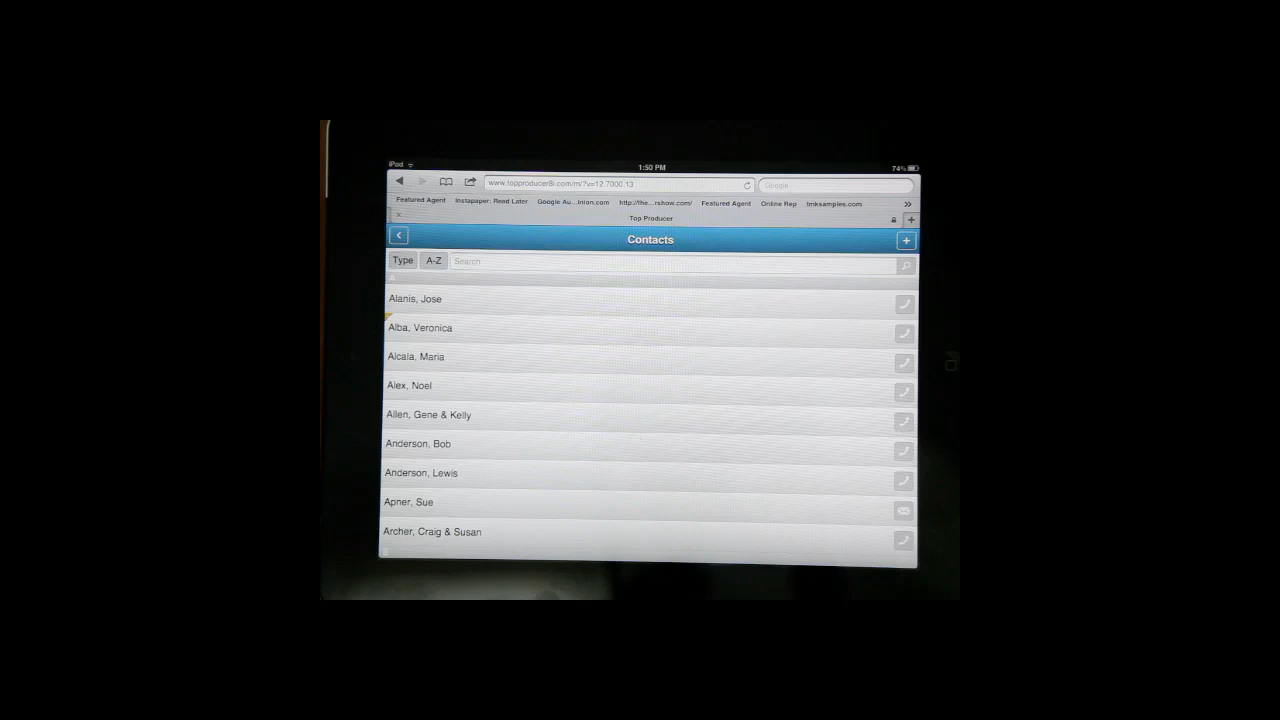 iPod 1:50 PM 74%
www.topproducer8i.com/m/?v=12.7000.13 Google
Featured Agent Instapaper: Read Later Google Au...inion.com http://the...rshow.com/ Featured Agent Online Rep tmksamples.com
Top Producer
Contacts
Type A-Z Search
A
Alanis, Jose
Alba, Veronica
Alcala, Maria
Alex, Noel
Allen, Gene & Kelly
Anderson, Bob
Anderson, Lewis
Apner, Sue
Archer, Craig & Susan
B